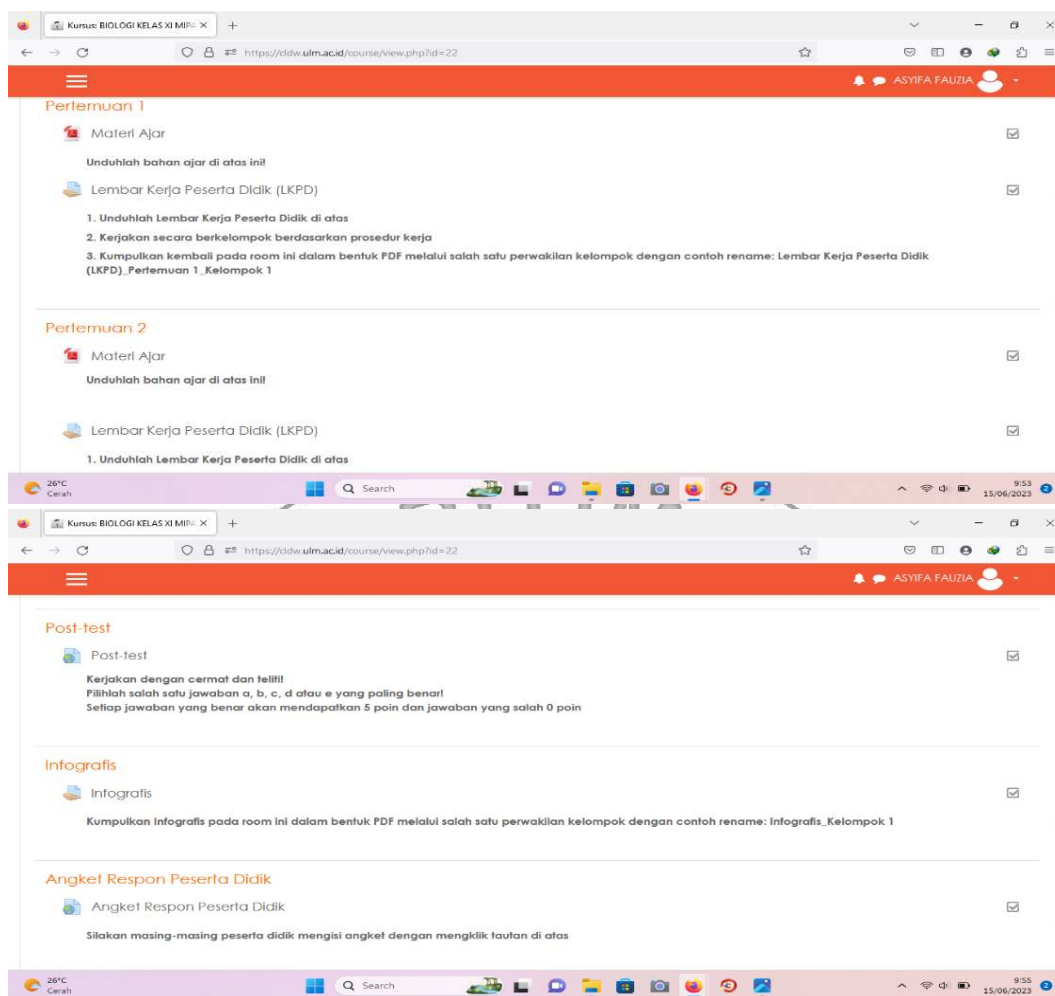 Kursus: BIOLOGI KELAS XI MIPA
https://cldw.ulm.ac.id/course/view.php?id=22
ASYIFA FAUZIA
Pertemuan 1
Materi Ajar
Unduhlah bahan ajar di atas ini!
Lembar Kerja Peserta Didik (LKPD)
1. Unduhlah Lembar Kerja Peserta Didik di atas
2. Kerjakan secara berkelompok berdasarkan prosedur kerja
3. Kumpulkan kembali pada room ini dalam bentuk PDF melalui salah satu perwakilan kelompok dengan contoh rename: Lembar Kerja Peserta Didik
(LKPD)_Pertemuan 1_Kelompok 1
Pertemuan 2
Materi Ajar
Unduhlah bahan ajar di atas ini!
Lembar Kerja Peserta Didik (LKPD)
1. Unduhlah Lembar Kerja Peserta Didik di atas
26°C
Cerah
Search
9:53
15/06/2023
2
Kursus: BIOLOGI KELAS XI MIPA
https://cldw.ulm.ac.id/course/view.php?id=22
ASYIFA FAUZIA
Post-test
Post-test
Kerjakan dengan cermat dan teliti!
Pilihlah salah satu jawaban a, b, c, d atau e yang paling benar!
Setiap jawaban yang benar akan mendapatkan 5 poin dan jawaban yang salah 0 poin
Infografis
Infografis
Kumpulkan Infografis pada room ini dalam bentuk PDF melalui salah satu perwakilan kelompok dengan contoh rename: Infografis_Kelompok 1
Angket Respon Peserta Didik
Angket Respon Peserta Didik
Silakan masing-masing peserta didik mengisi angket dengan mengklik tautan di atas
26°C
Cerah
Search
9:55
15/06/2023
2